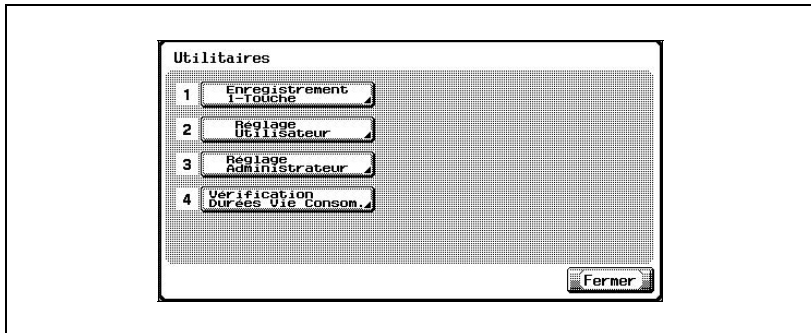 Utilitaires
1 Enregistrement
1-Touche
2 Réglage
Utilisateur
3 Réglage
Administrateur
4 Vérification
Durées Vie Consom.
Fermer